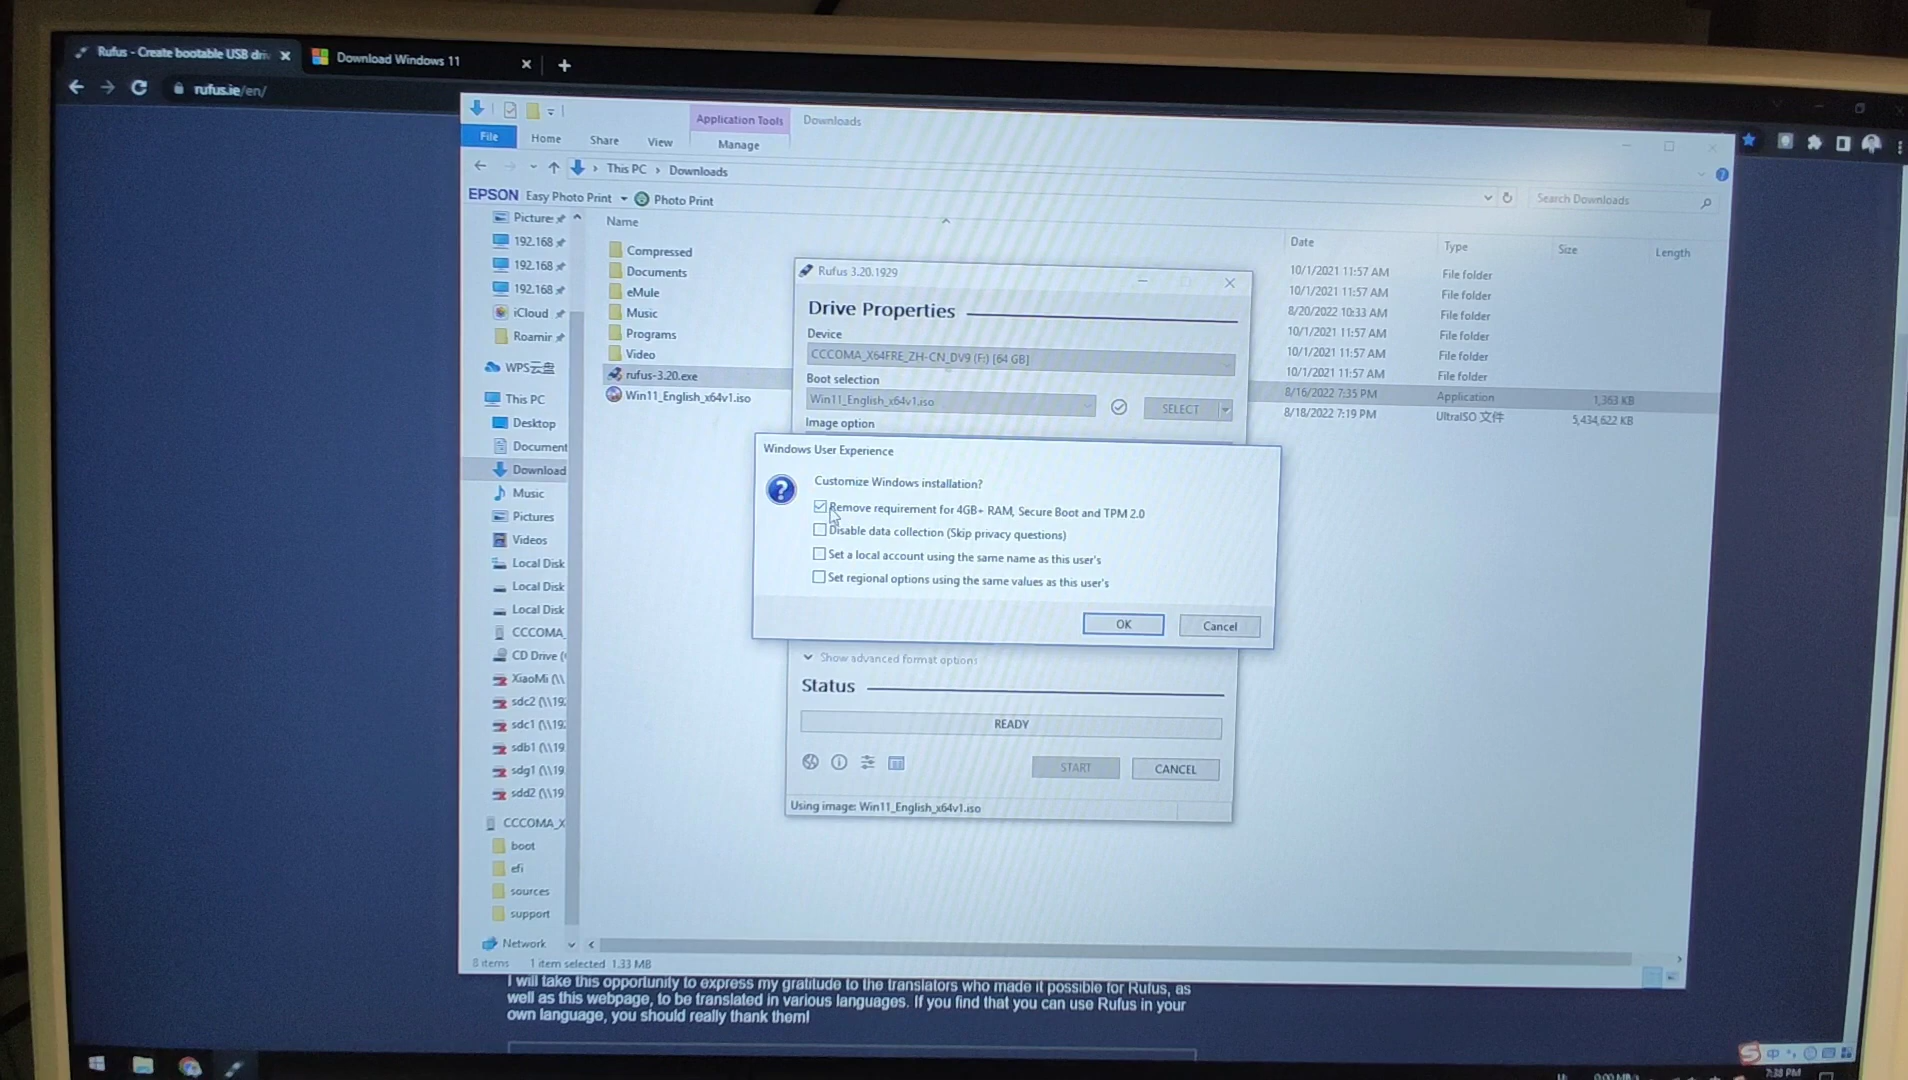 Rufus - Create bootable USB driv
Download Windows 11
rufus.ie/en/
Application Tools
Downloads
File
Home
Share
View
Manage
This PC
Downloads
EPSON
Easy Photo Print
Photo Print
Search Downloads
Name
Date
Type
Size
Length
Picture
192.168
192.168
192.168
iCloud
Roamin
WPS云盘
This PC
Desktop
Document
Download
Music
Pictures
Videos
Local Disk
Local Disk
Local Disk
CCCOMA_
CD Drive (
XiaoMi (\\
sdc2 (\\19
sdc1 (\\19
sdb1 (\\19
sdg1 (\\19
sdd2 (\\19
CCCOMA_X
boot
efi
sources
support
Network
Compressed
10/1/2021 11:57 AM
File folder
Documents
10/1/2021 11:57 AM
File folder
eMule
8/20/2022 10:33 AM
File folder
Music
10/1/2021 11:57 AM
File folder
Programs
10/1/2021 11:57 AM
File folder
Video
10/1/2021 11:57 AM
File folder
rufus-3.20.exe
8/16/2022 7:35 PM
Application
1,363 KB
Win11_English_x64v1.iso
8/18/2022 7:19 PM
UltraISO 文件
5,434,622 KB
Rufus 3.20.1929
Drive Properties
Device
CCCOMA_X64FRE_ZH-CN_DV9 (F:) [64 GB]
Boot selection
Win11_English_x64v1.iso
SELECT
Image option
Windows User Experience
Customize Windows installation?
Remove requirement for 4GB+ RAM, Secure Boot and TPM 2.0
Disable data collection (Skip privacy questions)
Set a local account using the same name as this user's
Set regional options using the same values as this user's
OK
Cancel
Show advanced format options
Status
READY
START
CANCEL
Using image: Win11_English_x64v1.iso
8 items
1 item selected 1.33 MB
I will take this opportunity to express my gratitude to the translators who made it possible for Rufus, as
well as this webpage, to be translated in various languages. If you find that you can use Rufus in your
own language, you should really thank them!
中
7:38 PM